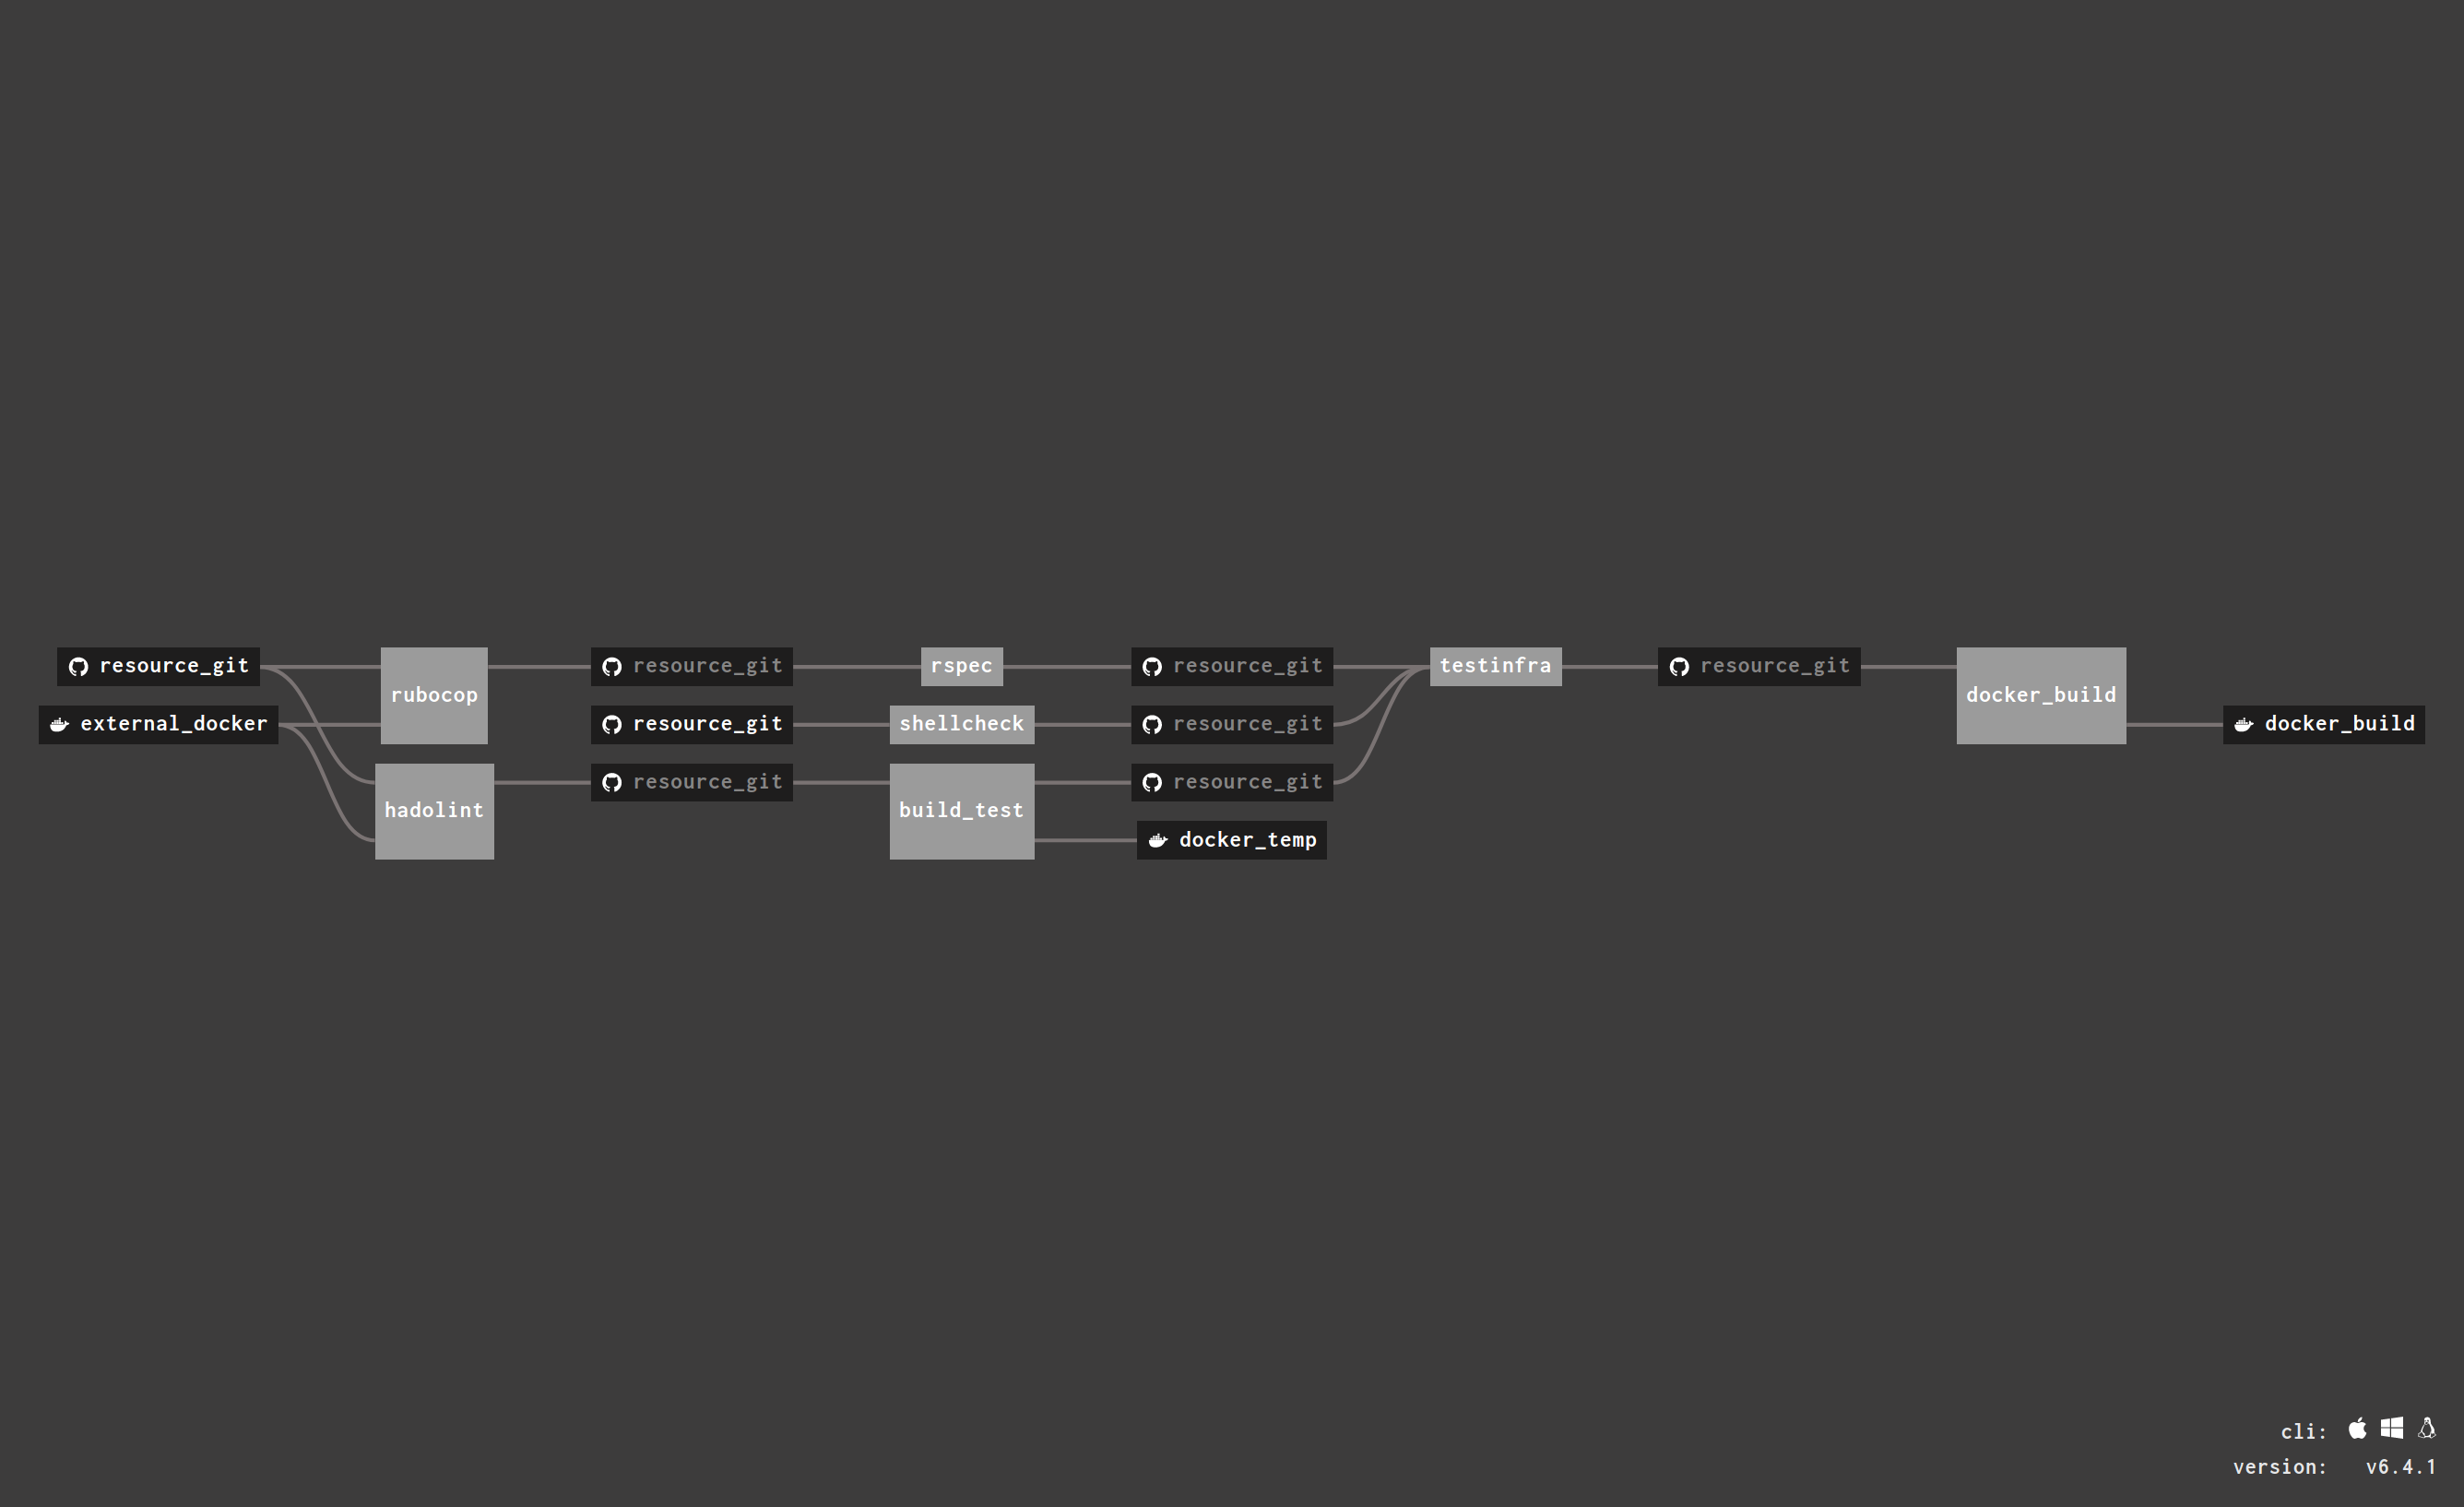 resource_git
external_docker
rubocop
hadolint
resource_git
resource_git
resource_git
rspec
shellcheck
build_test
resource_git
resource_git
resource_git
docker_temp
testinfra
resource_git
docker_build
docker_build
cli:
version: v6.4.1